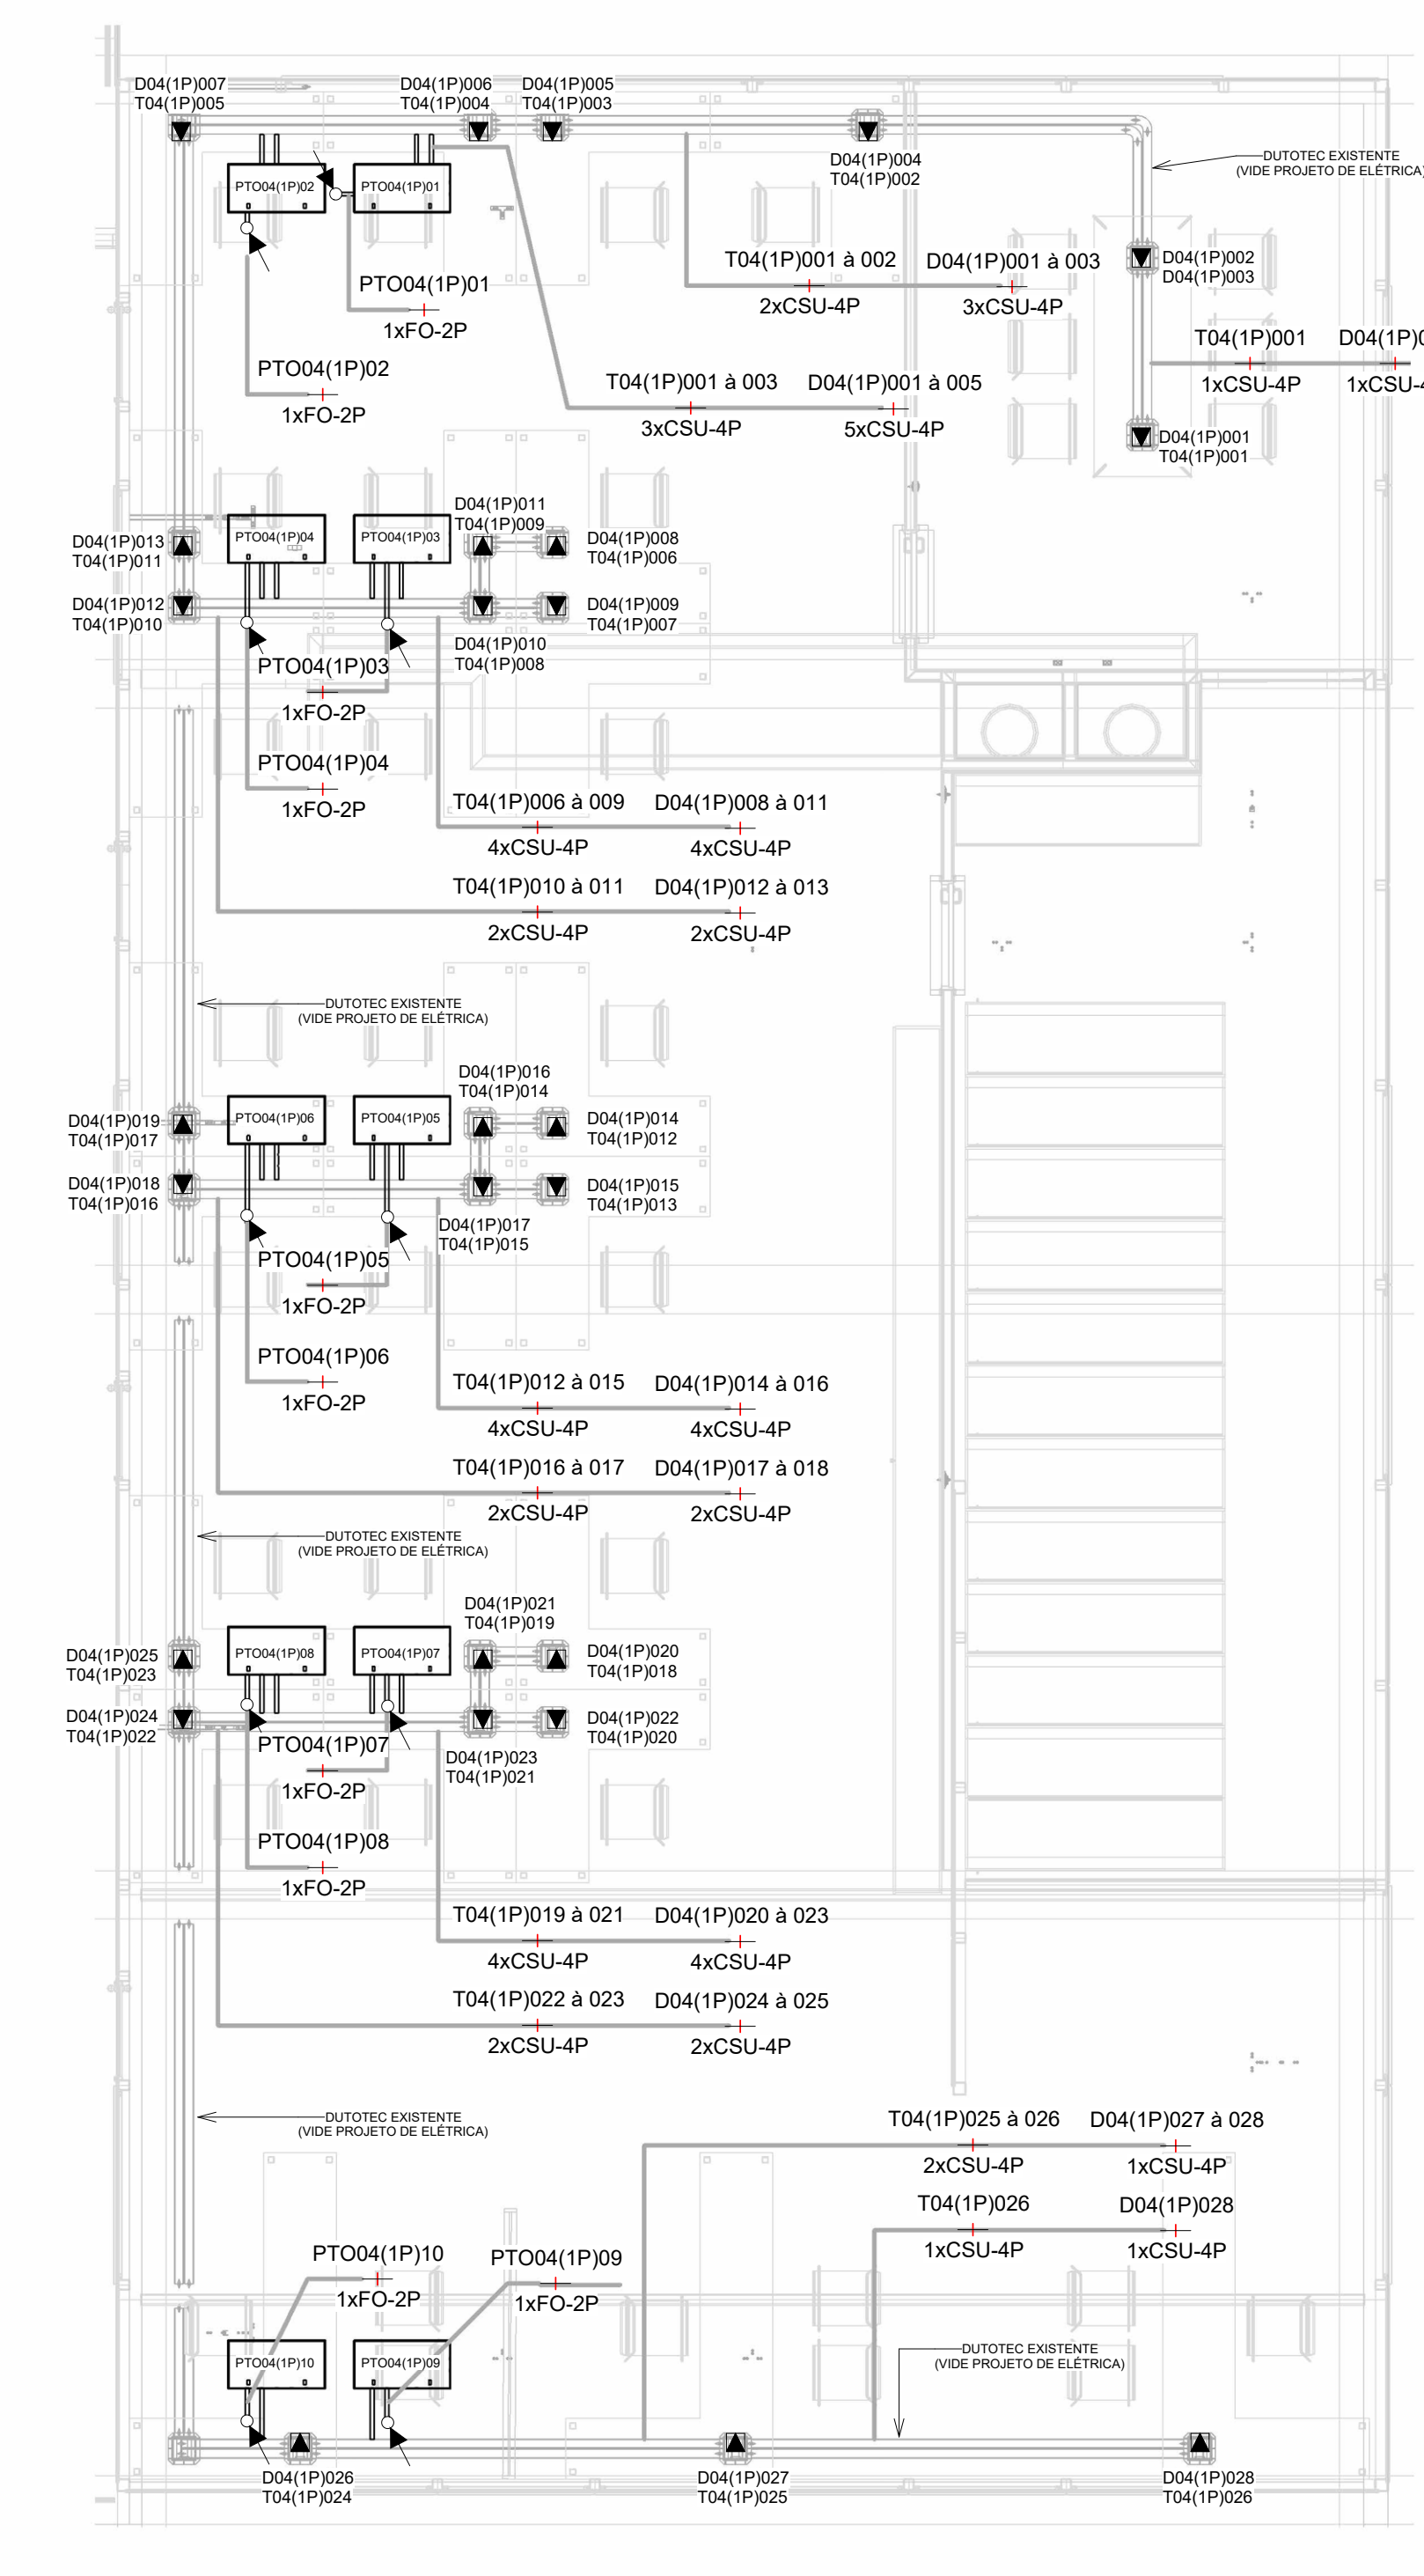 D04(1P)007
T04(1P)005
D04(1P)006
T04(1P)004
D04(1P)005
T04(1P)003
D04(1P)004
T04(1P)002
DUTOTEC EXISTENTE
(VIDE PROJETO DE ELÉTRICA)
PTO04(1P)02
PTO04(1P)01
T04(1P)001 à 002
2xCSU-4P
D04(1P)001 à 003
3xCSU-4P
D04(1P)002
D04(1P)003
PTO04(1P)01
1xFO-2P
T04(1P)001
1xCSU-4P
D04(1P)0
1xCSU-4
PTO04(1P)02
1xFO-2P
T04(1P)001 à 003
3xCSU-4P
D04(1P)001 à 005
5xCSU-4P
D04(1P)001
T04(1P)001
D04(1P)013
T04(1P)011
PTO04(1P)04
PTO04(1P)03
D04(1P)011
T04(1P)009
D04(1P)008
T04(1P)006
D04(1P)012
T04(1P)010
D04(1P)009
T04(1P)007
D04(1P)010
T04(1P)008
PTO04(1P)03
1xFO-2P
PTO04(1P)04
1xFO-2P
T04(1P)006 à 009
4xCSU-4P
D04(1P)008 à 011
4xCSU-4P
T04(1P)010 à 011
2xCSU-4P
D04(1P)012 à 013
2xCSU-4P
DUTOTEC EXISTENTE
(VIDE PROJETO DE ELÉTRICA)
D04(1P)016
T04(1P)014
D04(1P)019
T04(1P)017
PTO04(1P)06
PTO04(1P)05
D04(1P)014
T04(1P)012
D04(1P)018
T04(1P)016
D04(1P)015
T04(1P)013
D04(1P)017
T04(1P)015
PTO04(1P)05
1xFO-2P
PTO04(1P)06
1xFO-2P
T04(1P)012 à 015
4xCSU-4P
D04(1P)014 à 016
4xCSU-4P
T04(1P)016 à 017
2xCSU-4P
D04(1P)017 à 018
2xCSU-4P
DUTOTEC EXISTENTE
(VIDE PROJETO DE ELÉTRICA)
D04(1P)021
T04(1P)019
D04(1P)025
T04(1P)023
PTO04(1P)08
PTO04(1P)07
D04(1P)020
T04(1P)018
D04(1P)024
T04(1P)022
D04(1P)022
T04(1P)020
D04(1P)023
T04(1P)021
PTO04(1P)07
1xFO-2P
PTO04(1P)08
1xFO-2P
T04(1P)019 à 021
4xCSU-4P
D04(1P)020 à 023
4xCSU-4P
T04(1P)022 à 023
2xCSU-4P
D04(1P)024 à 025
2xCSU-4P
DUTOTEC EXISTENTE
(VIDE PROJETO DE ELÉTRICA)
T04(1P)025 à 026
2xCSU-4P
D04(1P)027 à 028
1xCSU-4P
T04(1P)026
1xCSU-4P
D04(1P)028
1xCSU-4P
PTO04(1P)10
1xFO-2P
PTO04(1P)09
1xFO-2P
PTO04(1P)10
PTO04(1P)09
DUTOTEC EXISTENTE
(VIDE PROJETO DE ELÉTRICA)
D04(1P)026
T04(1P)024
D04(1P)027
T04(1P)025
D04(1P)028
T04(1P)026